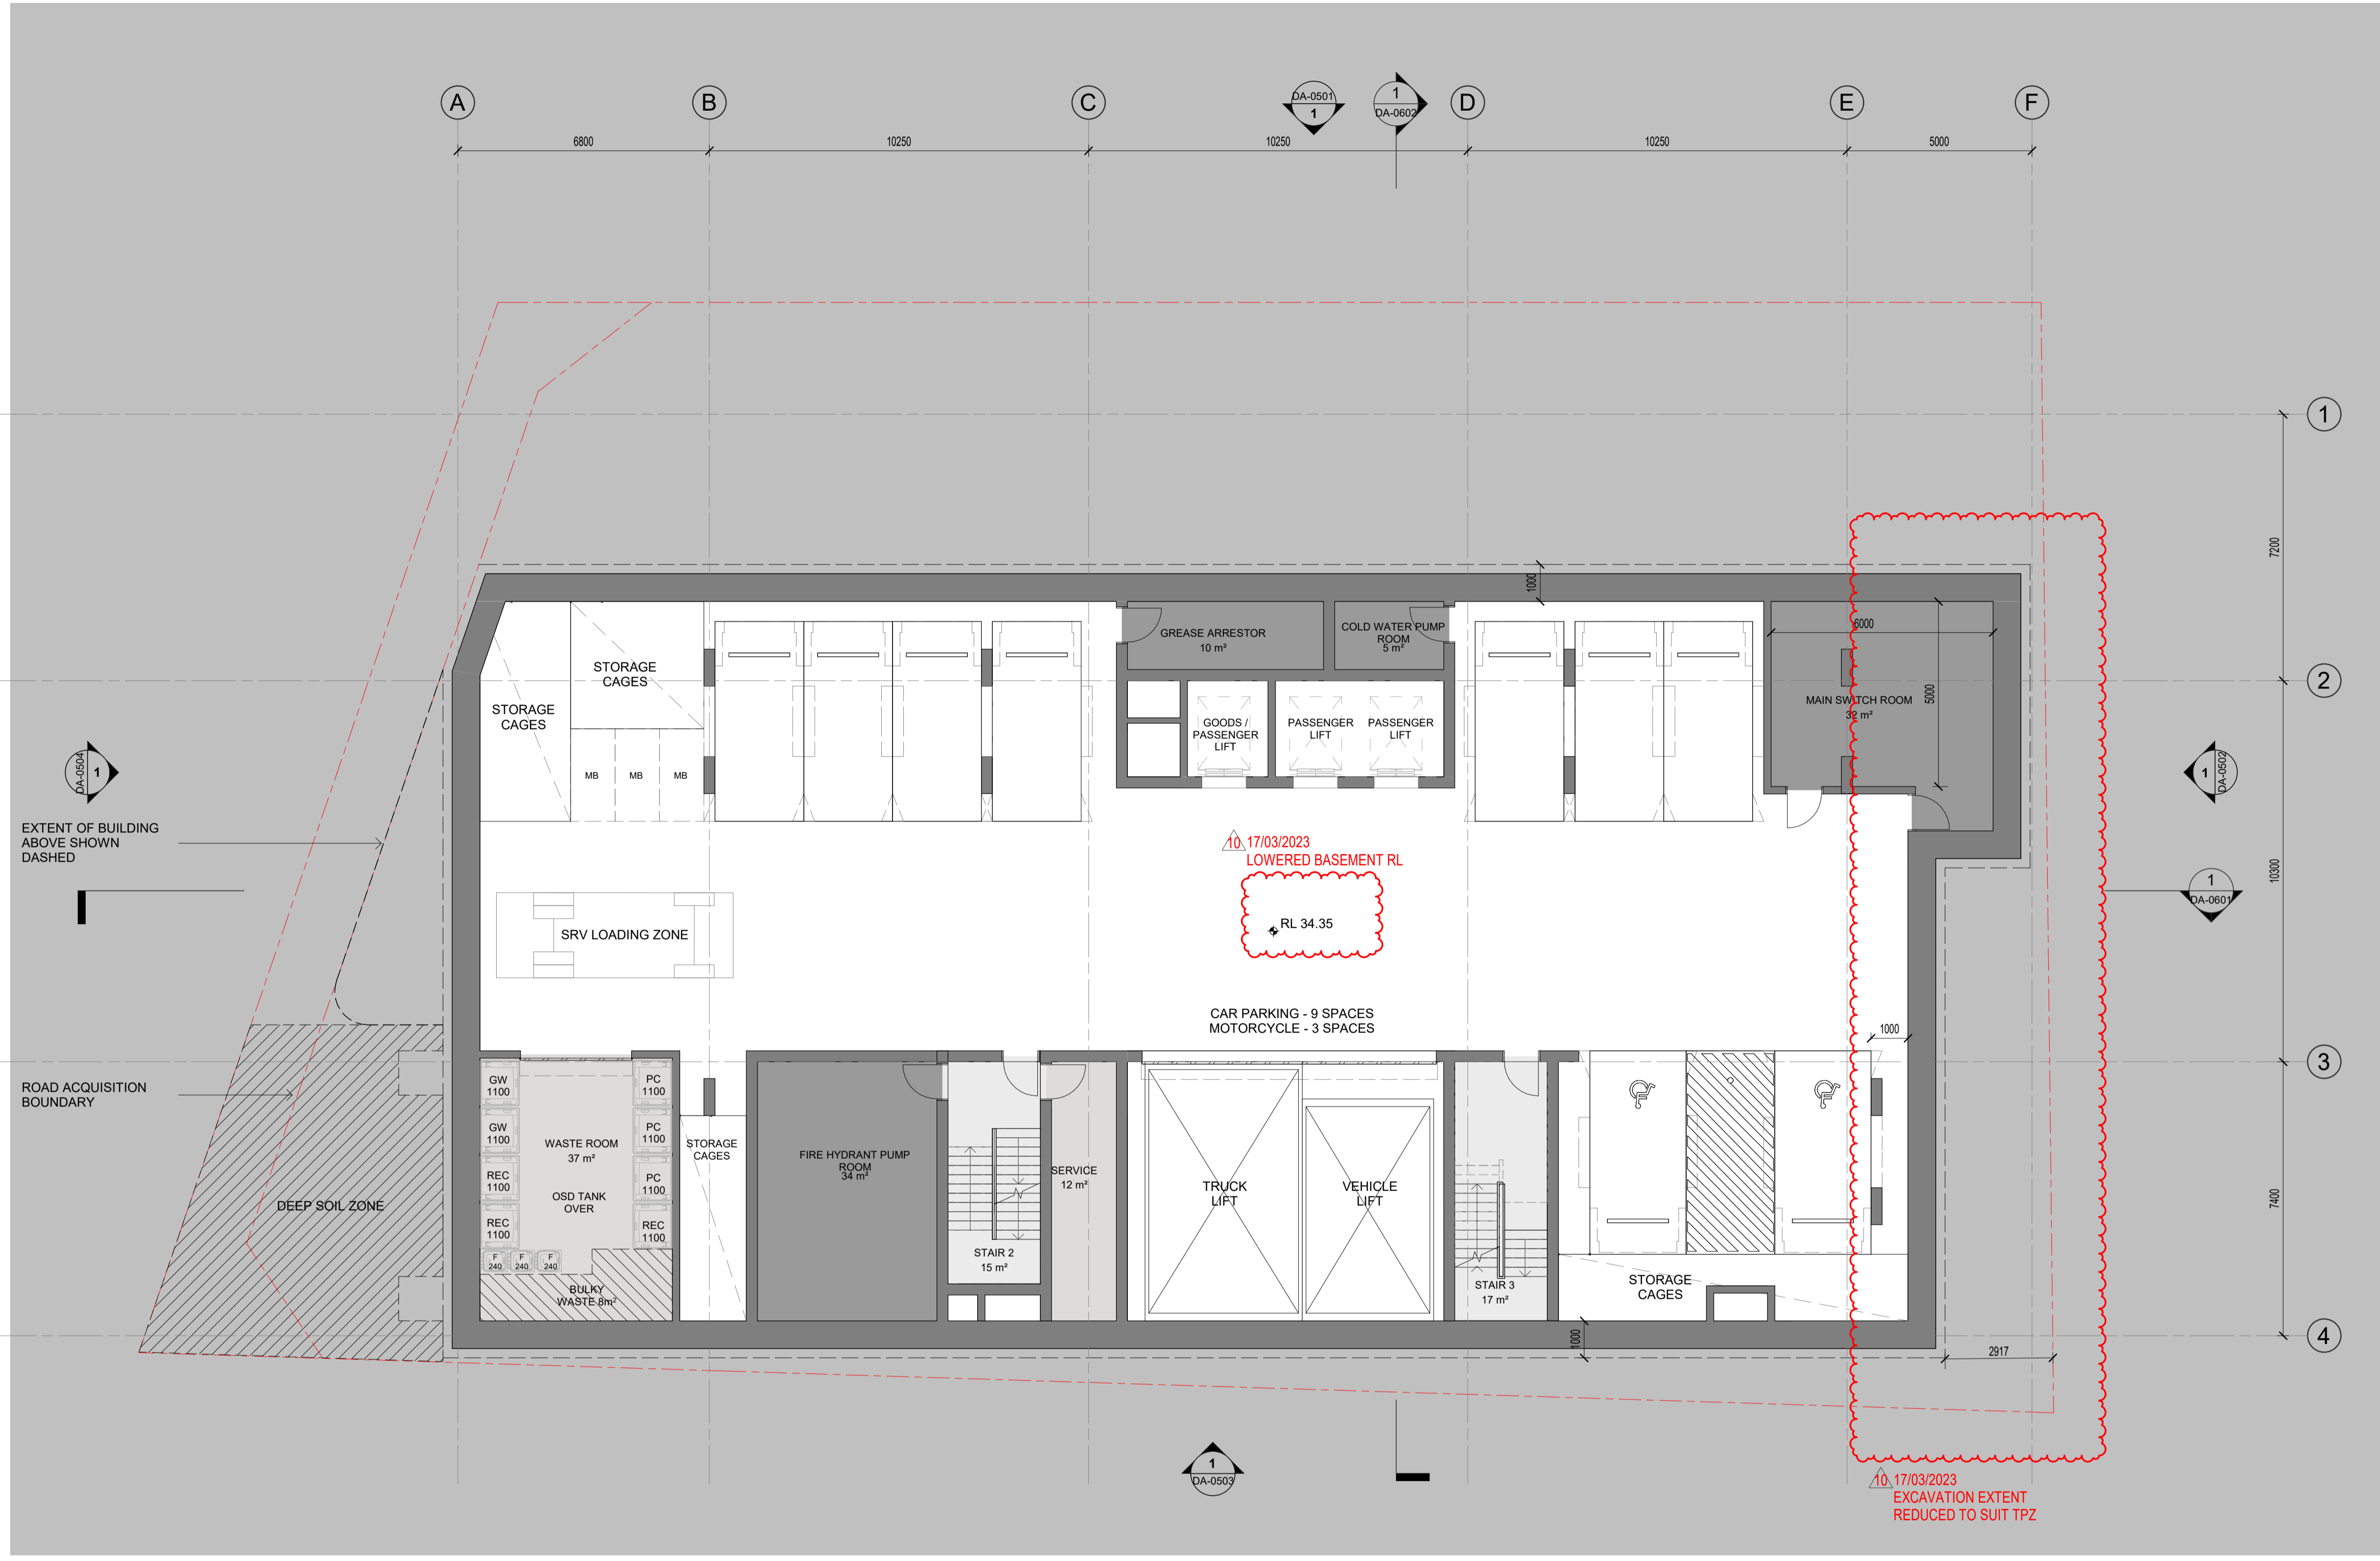 A
B
C
DA-0501
1
1
DA-0602
D
E
F
6800
10250
10250
10250
5000
1
7200
1000
GREASE ARRESTOR
10 m²
COLD WATER PUMP
ROOM
5 m²
6000
STORAGE
CAGES
STORAGE
CAGES
2
5000
MAIN SWITCH ROOM
32 m²
GOODS /
PASSENGER
LIFT
PASSENGER
LIFT
PASSENGER
LIFT
MB
MB
MB
DA-0504
1
1
DA-0502
EXTENT OF BUILDING
ABOVE SHOWN
DASHED
10 17/03/2023
LOWERED BASEMENT RL
10300
1
DA-0601
RL 34.35
SRV LOADING ZONE
CAR PARKING - 9 SPACES
MOTORCYCLE - 3 SPACES
1000
3
ROAD ACQUISITION
BOUNDARY
GW
1100
PC
1100
GW
1100
PC
1100
WASTE ROOM
37 m²
STORAGE
CAGES
FIRE HYDRANT PUMP
ROOM
34 m²
SERVICE
12 m²
REC
1100
PC
1100
OSD TANK
OVER
TRUCK
LIFT
VEHICLE
LIFT
7400
DEEP SOIL ZONE
REC
1100
REC
1100
F
240
F
240
F
240
STAIR 2
15 m²
STAIR 3
17 m²
STORAGE
CAGES
BULKY
WASTE 8m²
1000
4
2917
1
DA-0503
10 17/03/2023
EXCAVATION EXTENT
REDUCED TO SUIT TPZ